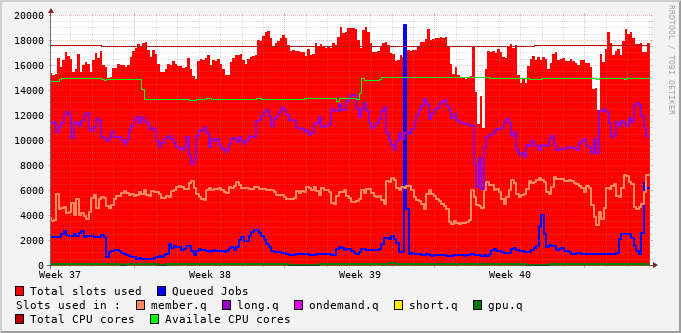 20000
18000
16000
14000
12000
10000
8000
6000
4000
2000
0
Week 37 Week 38 Week 39 Week 40
RRDTOOL / TOBI OETIKER
Total slots used Queued Jobs
Slots used in : member.q long.q ondemand.q short.q gpu.q
Total CPU cores Availale CPU cores